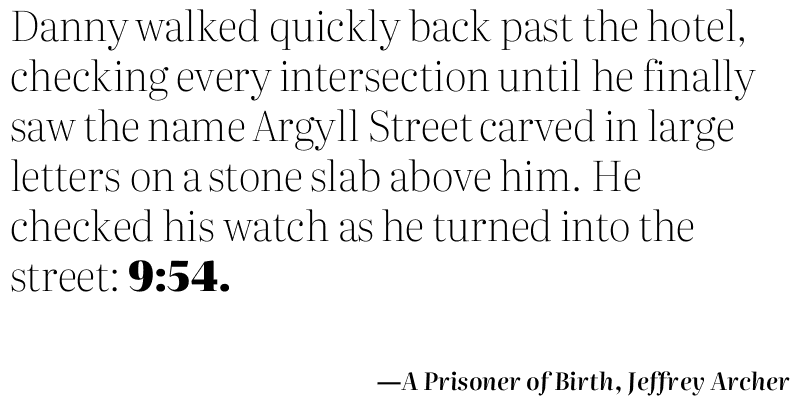 Danny walked quickly back past the hotel,
checking every intersection until he finally
saw the name Argyll Street carved in large
letters on a stone slab above him. He
checked his watch as he turned into the
street: 9:54.
—A Prisoner of Birth, Jeffrey Archer